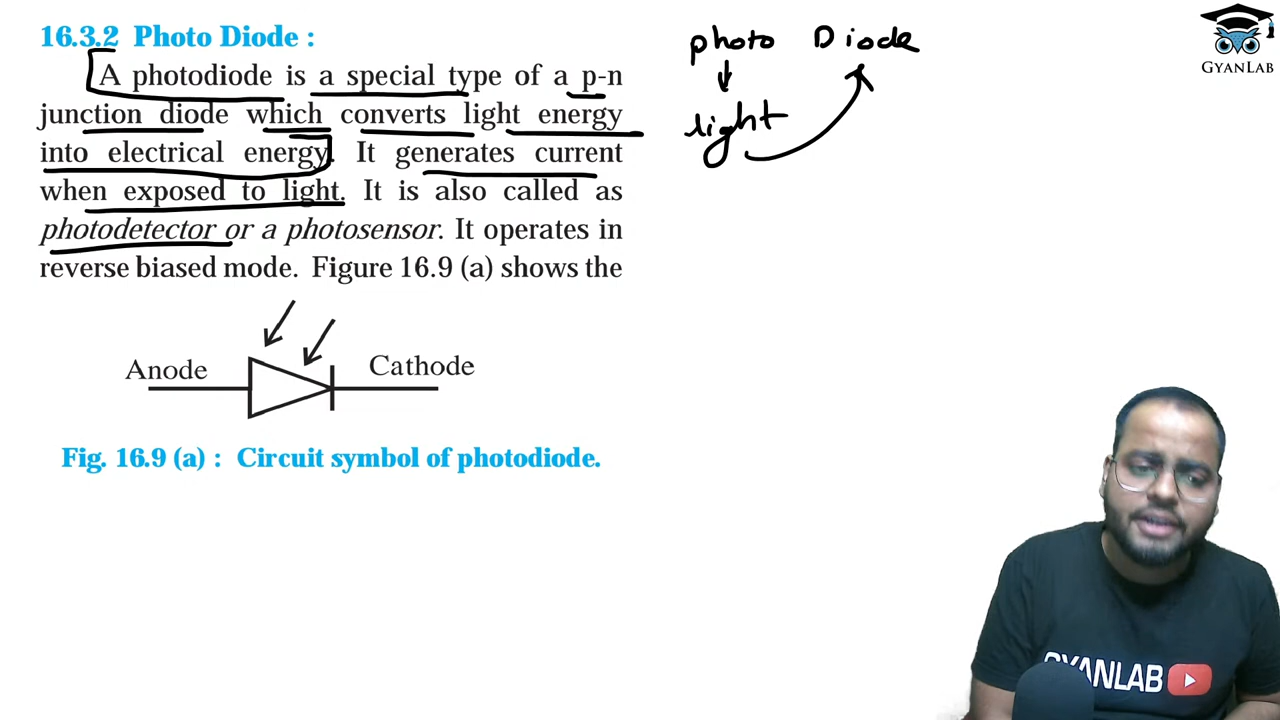 16.3.2 Photo Diode :
A photodiode is a special type of a p-n
junction diode which converts light energy
into electrical energy. It generates current
when exposed to light. It is also called as
photodetector or a photosensor. It operates in
reverse biased mode. Figure 16.9 (a) shows the
Anode
Cathode
Fig. 16.9 (a) : Circuit symbol of photodiode.
photo Diode
light
GYANLAB
GYANLAB